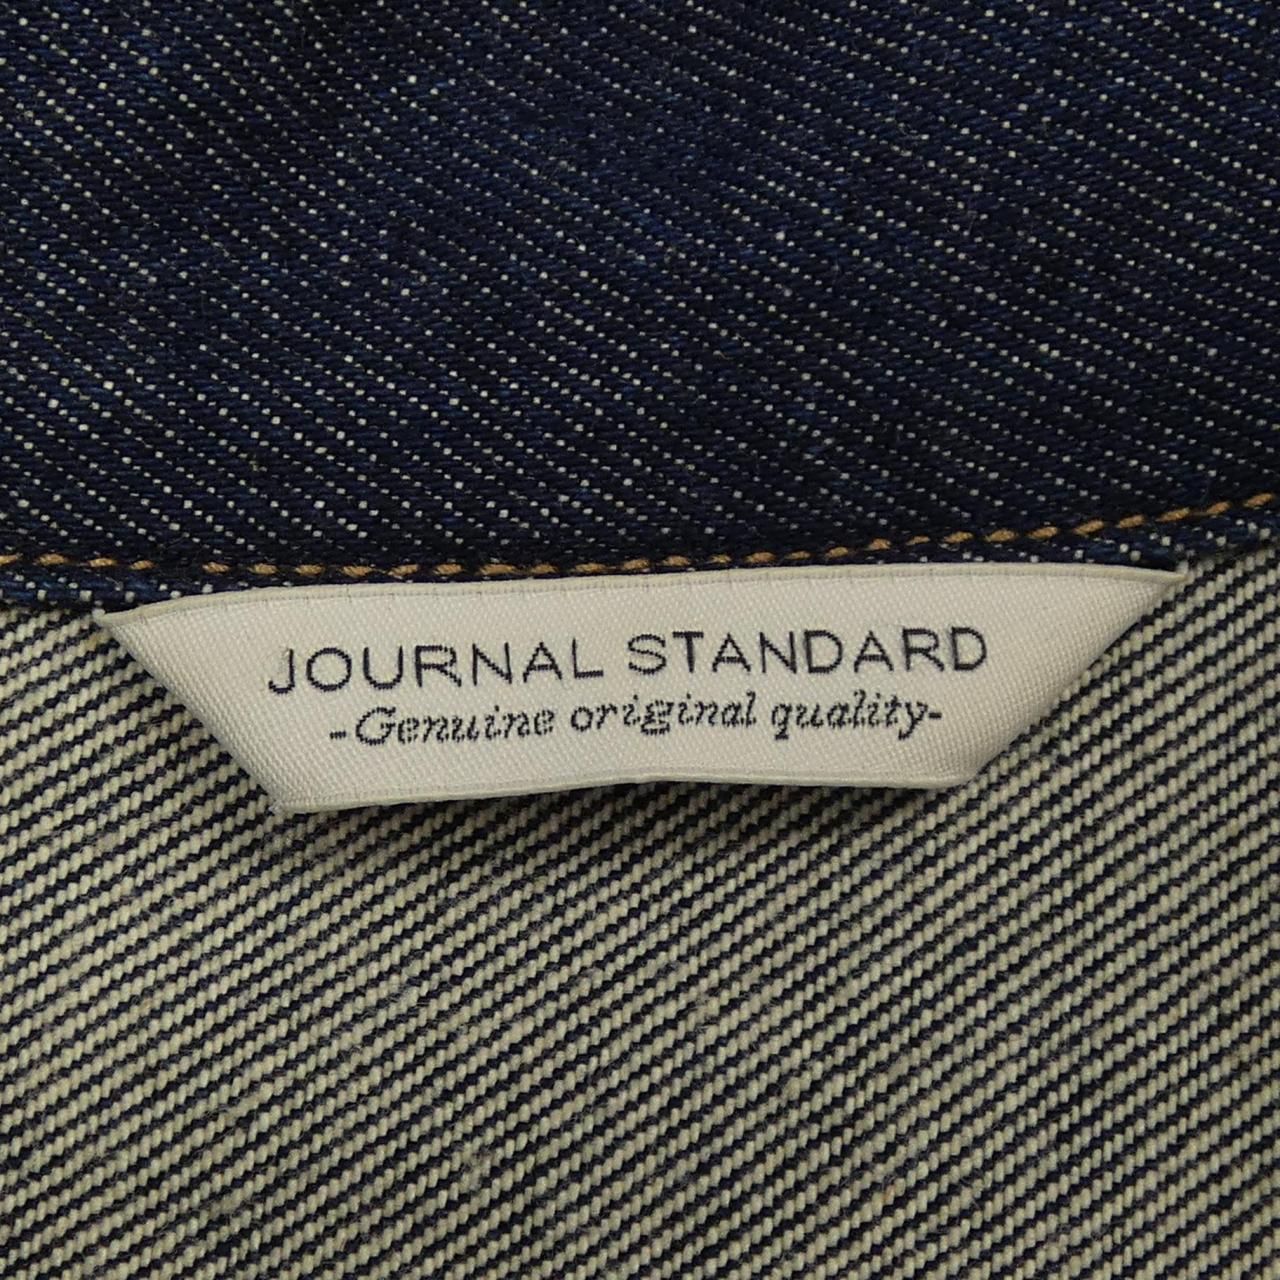 JOURNAL STANDARD
-Genuine original quality-